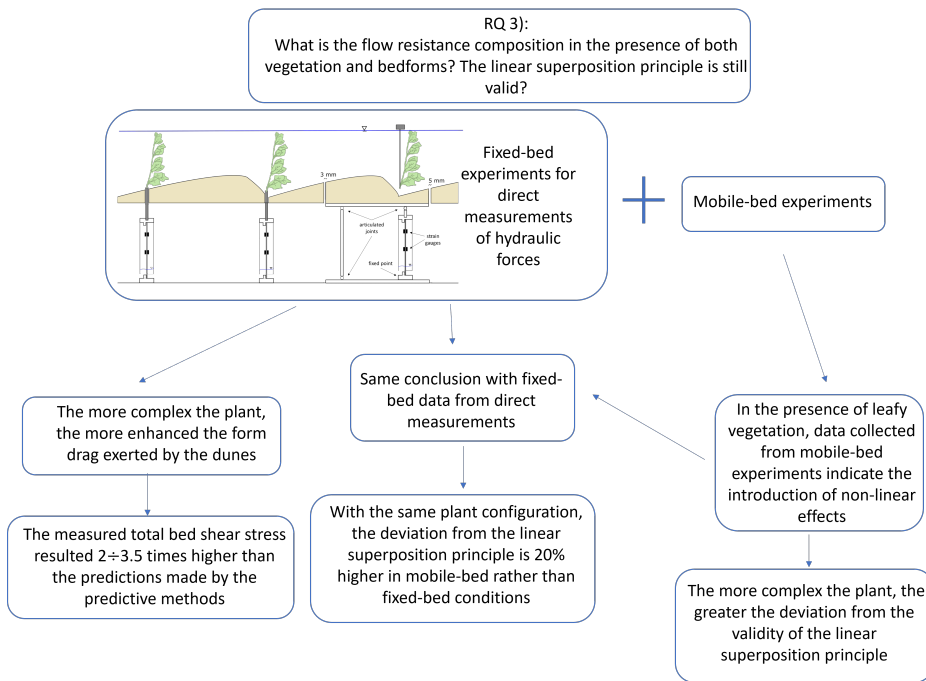 RQ 3):
What is the flow resistance composition in the presence of both
vegetation and bedforms? The linear superposition principle is still
valid?
3 mm
5 mm
articulated
joints
strain
gauges
fixed point
Fixed-bed
experiments for
direct
measurements
of hydraulic
forces
Mobile-bed experiments
The more complex the plant,
the more enhanced the form
drag exerted by the dunes
Same conclusion with fixed-
bed data from direct
measurements
In the presence of leafy
vegetation, data collected
from mobile-bed
experiments indicate the
introduction of non-linear
effects
The measured total bed shear stress
resulted 2÷3.5 times higher than
the predictions made by the
predictive methods
With the same plant configuration,
the deviation from the linear
superposition principle is 20%
higher in mobile-bed rather than
fixed-bed conditions
The more complex the plant, the
greater the deviation from the
validity of the linear
superposition principle